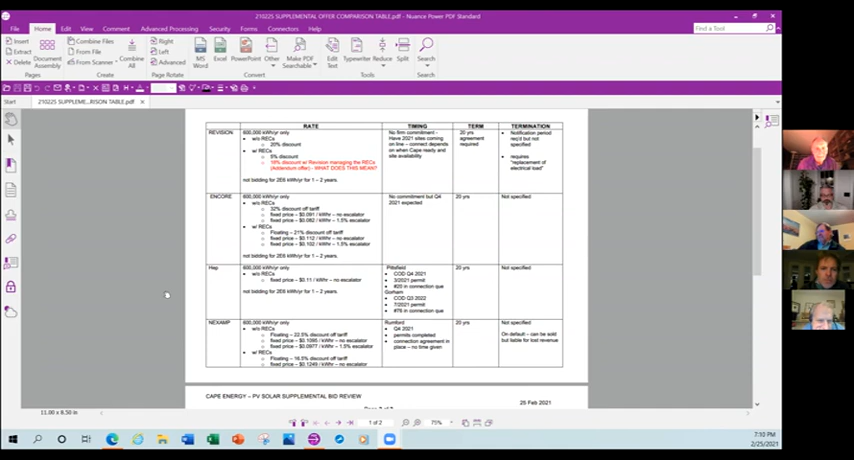 210225 SUPPLEMENTAL OFFER COMPARISON TABLE.pdf - Nuance Power PDF Standard
File Home Edit View Comment Advanced Processing Security Forms Connectors Help
Find a Tool
Insert
Extract
Delete
Document Assembly
Pages
Combine Files
From File
From Scanner
Combine All
Create
Right
Left
Advanced
Page Rotate
MS Word
Excel
PowerPoint
Other
Make PDF Searchable
Convert
Edit Text
Typewriter
Reduce
Split
Tools
Search
Search
Start
210225 SUPPLEME...RISON TABLE.pdf
RATE TIMING TERM TERMINATION
REVISION
600,000 kWh/yr only
• w/o RECs
o 20% discount
• w/ RECs
o 5% discount
o 18% discount w/ Revision managing the RECs
(Addendum offer) - WHAT DOES THIS MEAN?
not bidding for 2E6 kWh/yr for 1 – 2 years.
No firm commitment -
Have 2021 sites coming
on line – connect depends
on when Cape ready and
site availability
20 yrs
agreement
required
• Notification period
req'd but not
specified
• requires
"replacement of
electrical load"
ENCORE
600,000 kWh/yr only
• w/o RECs
o 32% discount off tariff
o fixed price – $0.091 / kWhr – no escalator
o fixed price – $0.082 / kWhr – 1.5% escalator
• w/ RECs
o Floating – 21% discount off tariff
o fixed price – $0.112 / kWhr – no escalator
o fixed price – $0.102 / kWhr – 1.5% escalator
not bidding for 2E6 kWh/yr for 1 – 2 years.
No commitment but Q4
2021 expected
20 yrs
Not specified
Hep
600,000 kWh/yr only
• w/o RECs
o fixed price – $0.11 / kWhr – no escalator
not bidding for 2E6 kWh/yr for 1 – 2 years.
Pittsfield
• COD Q4 2021
• 3/2021 permit
• #20 in connection que
Gorham
• COD Q3 2022
• 7/2021 permit
• #76 in connection que
20 yrs
Not specified
NEXAMP
600,000 kWh/yr only
• w/o RECs
o Floating – 22.5% discount off tariff
o fixed price – $0.1095 / kWhr – no escalator
o fixed price – $0.0977 / kWhr – 1.5% escalator
• w/ RECs
o Floating – 16.5% discount off tariff
o fixed price – $0.1249 / kWhr – no escalator
Rumford
• Q4 2021
• permits completed
• connection agreement in
place – no time given
20 yrs
Not specified
On default – can be sold
but liable for lost revenue
CAPE ENERGY – PV SOLAR SUPPLEMENTAL BID REVIEW
25 Feb 2021
11.00 x 8.50 in
1 of 2
75%
7:10 PM
2/25/2021